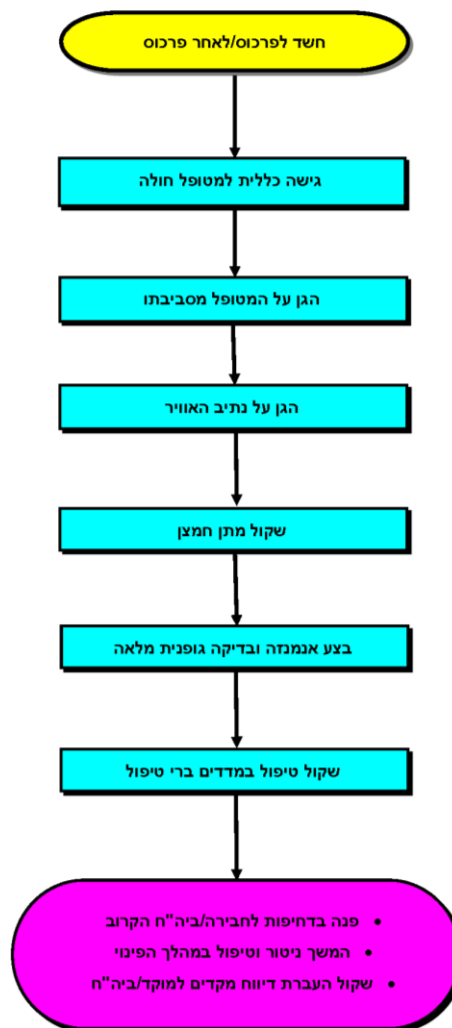 חשד לפרכוס/לאחר פרכוס
גישה כללית למטופל חולה
הגן על המטופל מסביבתו
הגן על נתיב האוויר
שקול מתן חמצן
בצע אנמנזה ובדיקה גופנית מלאה
שקול טיפול במדדים ברי טיפול
• פנה בדחיפות לחבירה/ביה"ח הקרוב
• המשך ניטור וטיפול במהלך הפינוי
• שקול העברת דיווח מקדים למוקד/ביה"ח